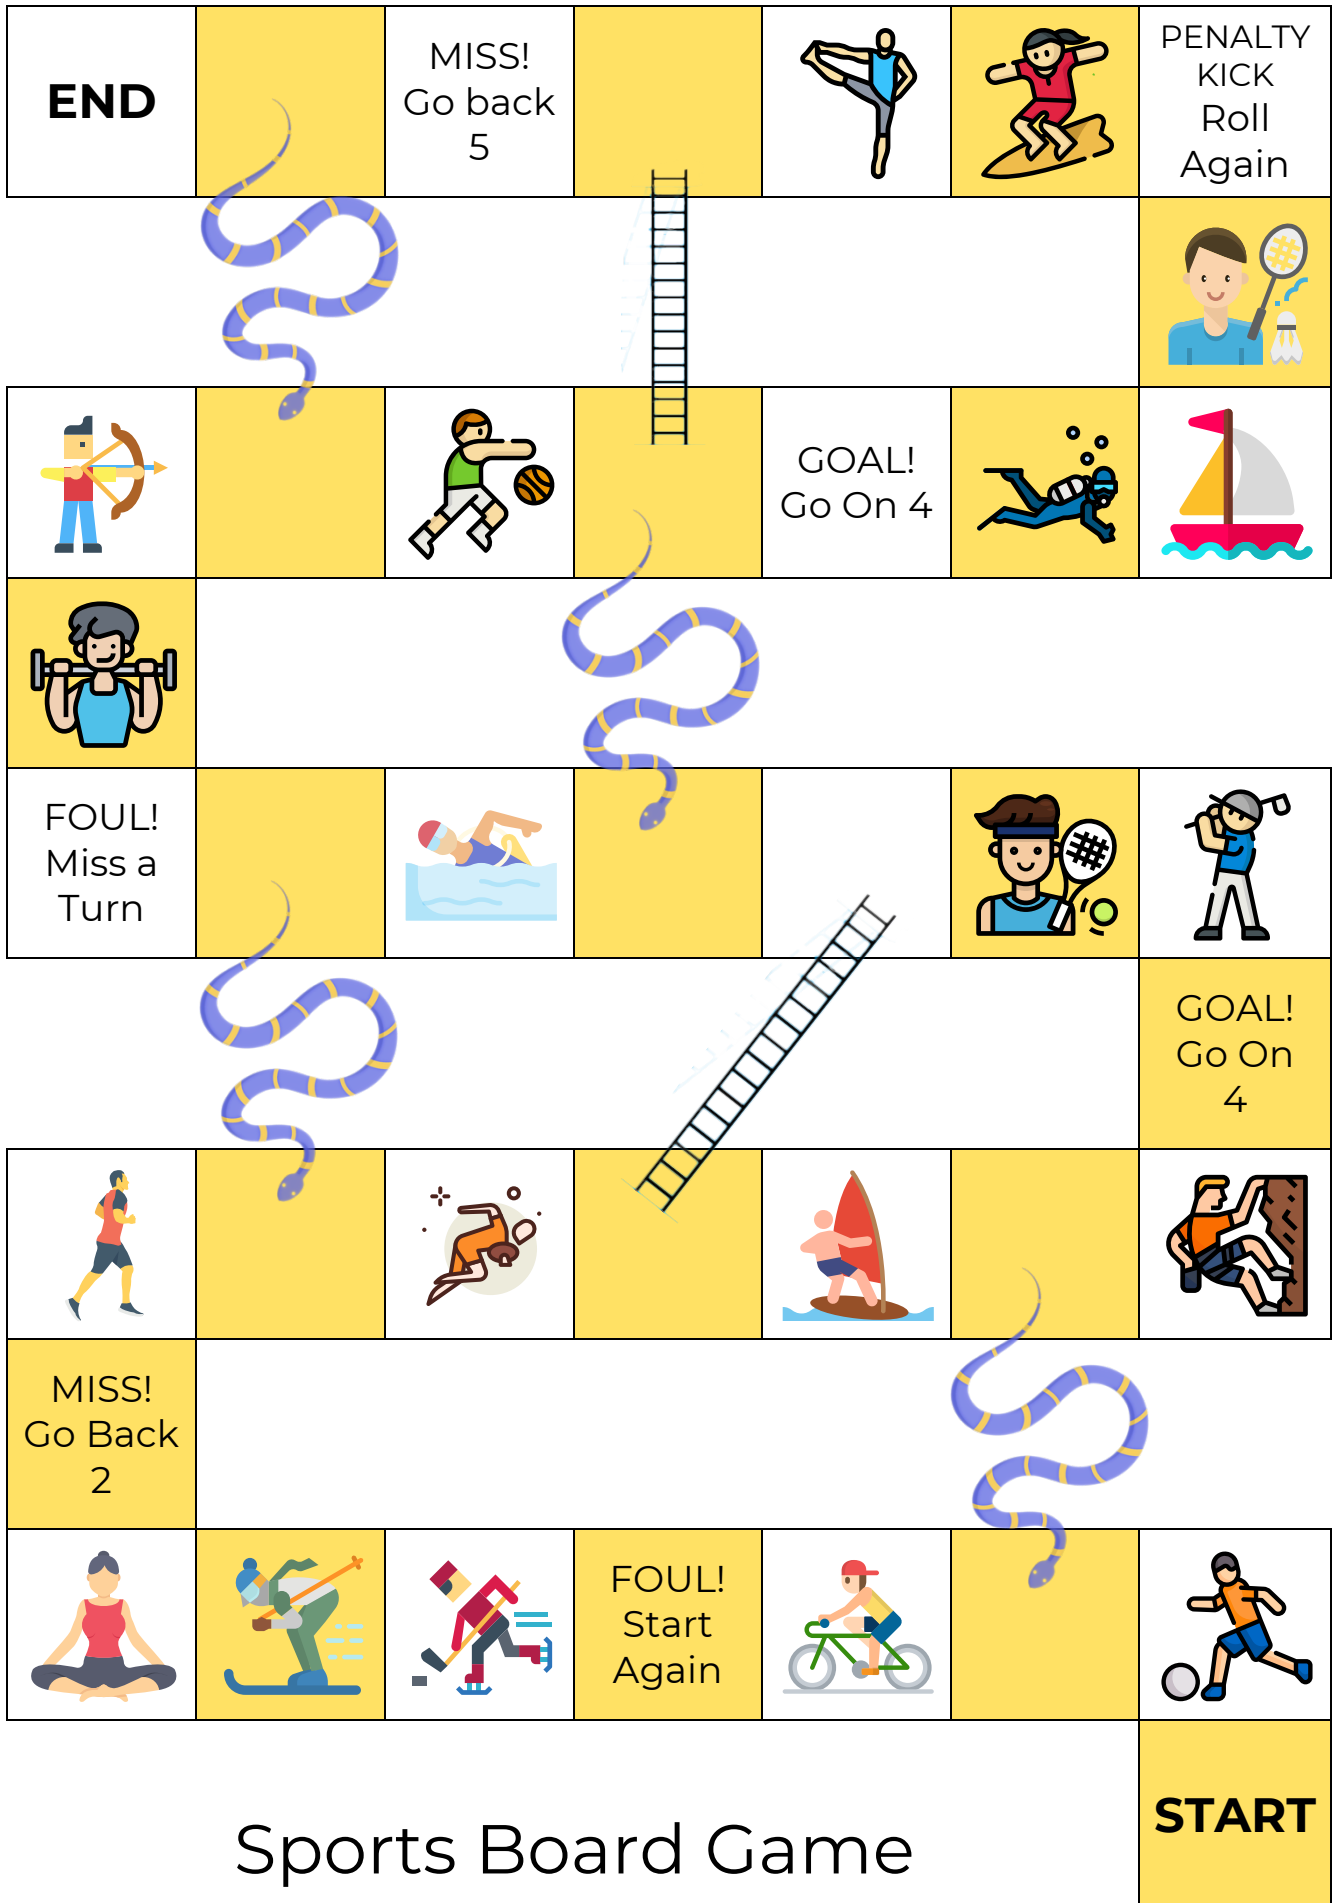 END
MISS!
Go back
5
PENALTY
KICK
Roll
Again
GOAL!
Go On 4
FOUL!
Miss a
Turn
GOAL!
Go On
4
MISS!
Go Back
2
FOUL!
Start
Again
START
Sports Board Game